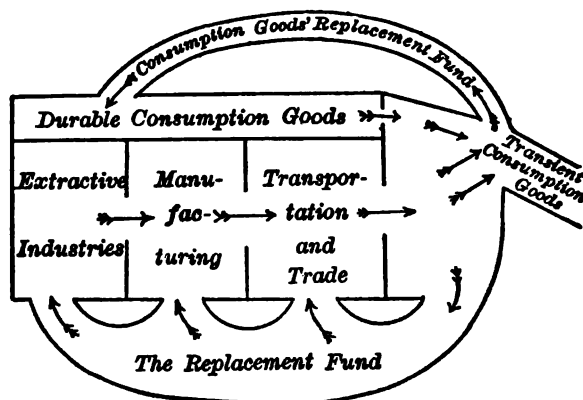 Consumption Goods' Replacement Fund
Durable Consumption Goods
Transient
Consumption
Goods
Extractive
Industries
Manu-
fac-
turing
Transpor-
tation
and
Trade
The Replacement Fund